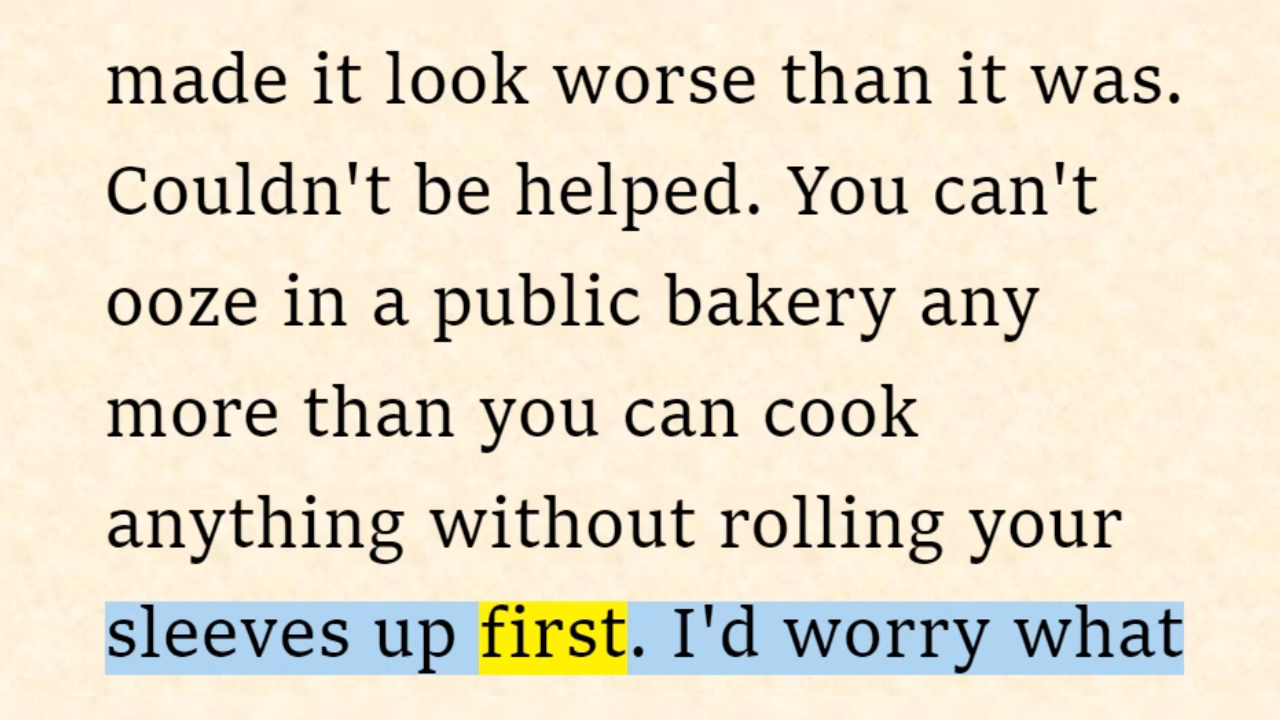 made it look worse than it was.
Couldn't be helped. You can't
ooze in a public bakery any
more than you can cook
anything without rolling your
sleeves up first. I'd worry what